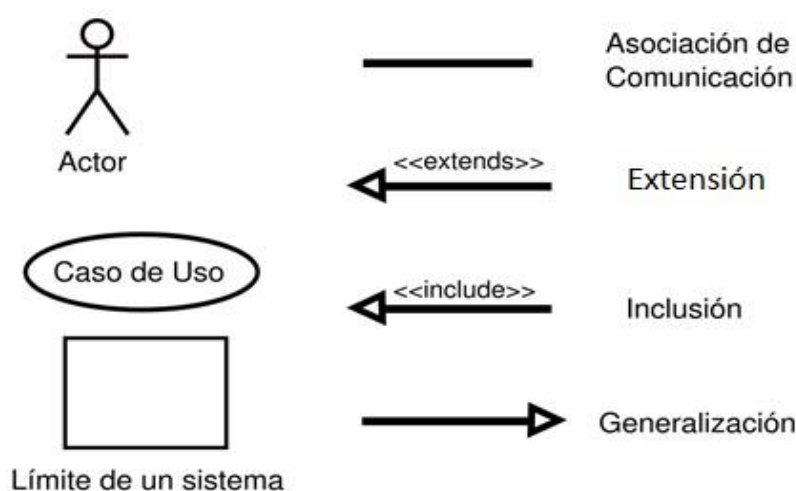 Asociación de
Comunicación
Actor
<<extends>>
Extensión
Caso de Uso
<<include>>
Inclusión
Generalización
Límite de un sistema